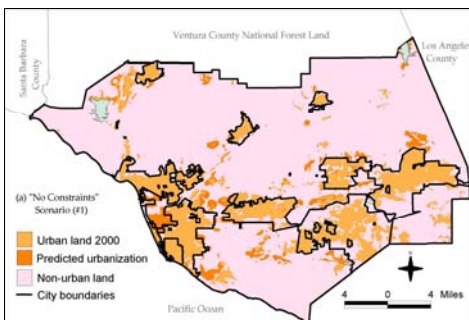 Ventura County National Forest Land
Santa Barbara
County
Los Angeles
County
(a) "No Constraints"
Scenario (#1)
Urban land 2000
Predicted urbanization
Non-urban land
City boundaries
Pacific Ocean
4 0 4 Miles